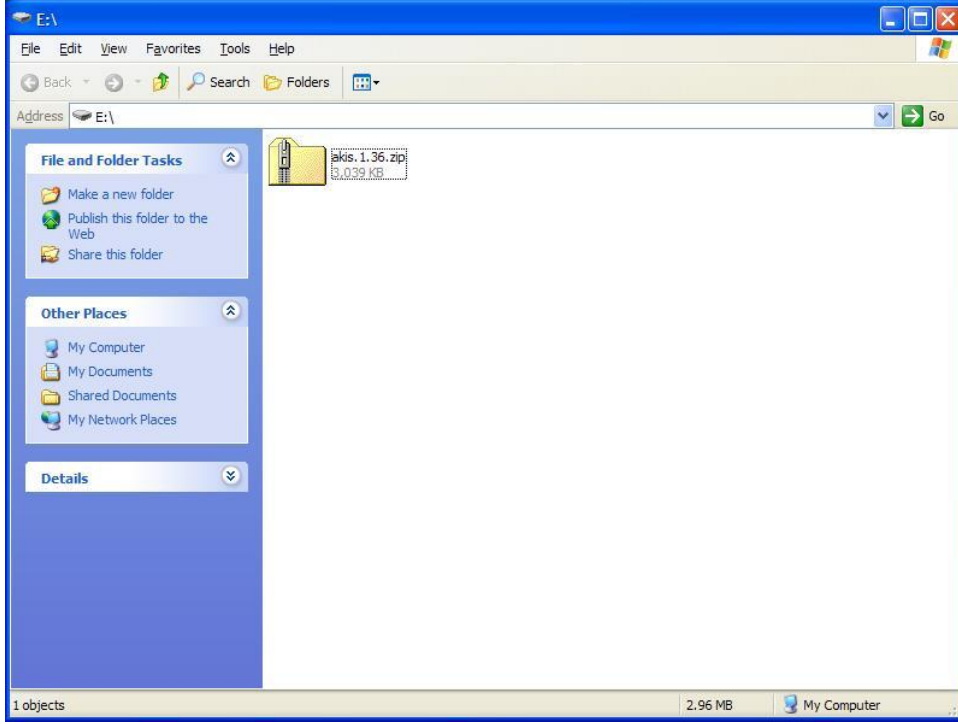 E:\
File Edit View Favorites Tools Help
Back Search Folders
Address E:\ Go
File and Folder Tasks
Make a new folder
Publish this folder to the
Web
Share this folder
Other Places
My Computer
My Documents
Shared Documents
My Network Places
Details
akis.1.36.zip
3,039 KB
1 objects 2.96 MB My Computer